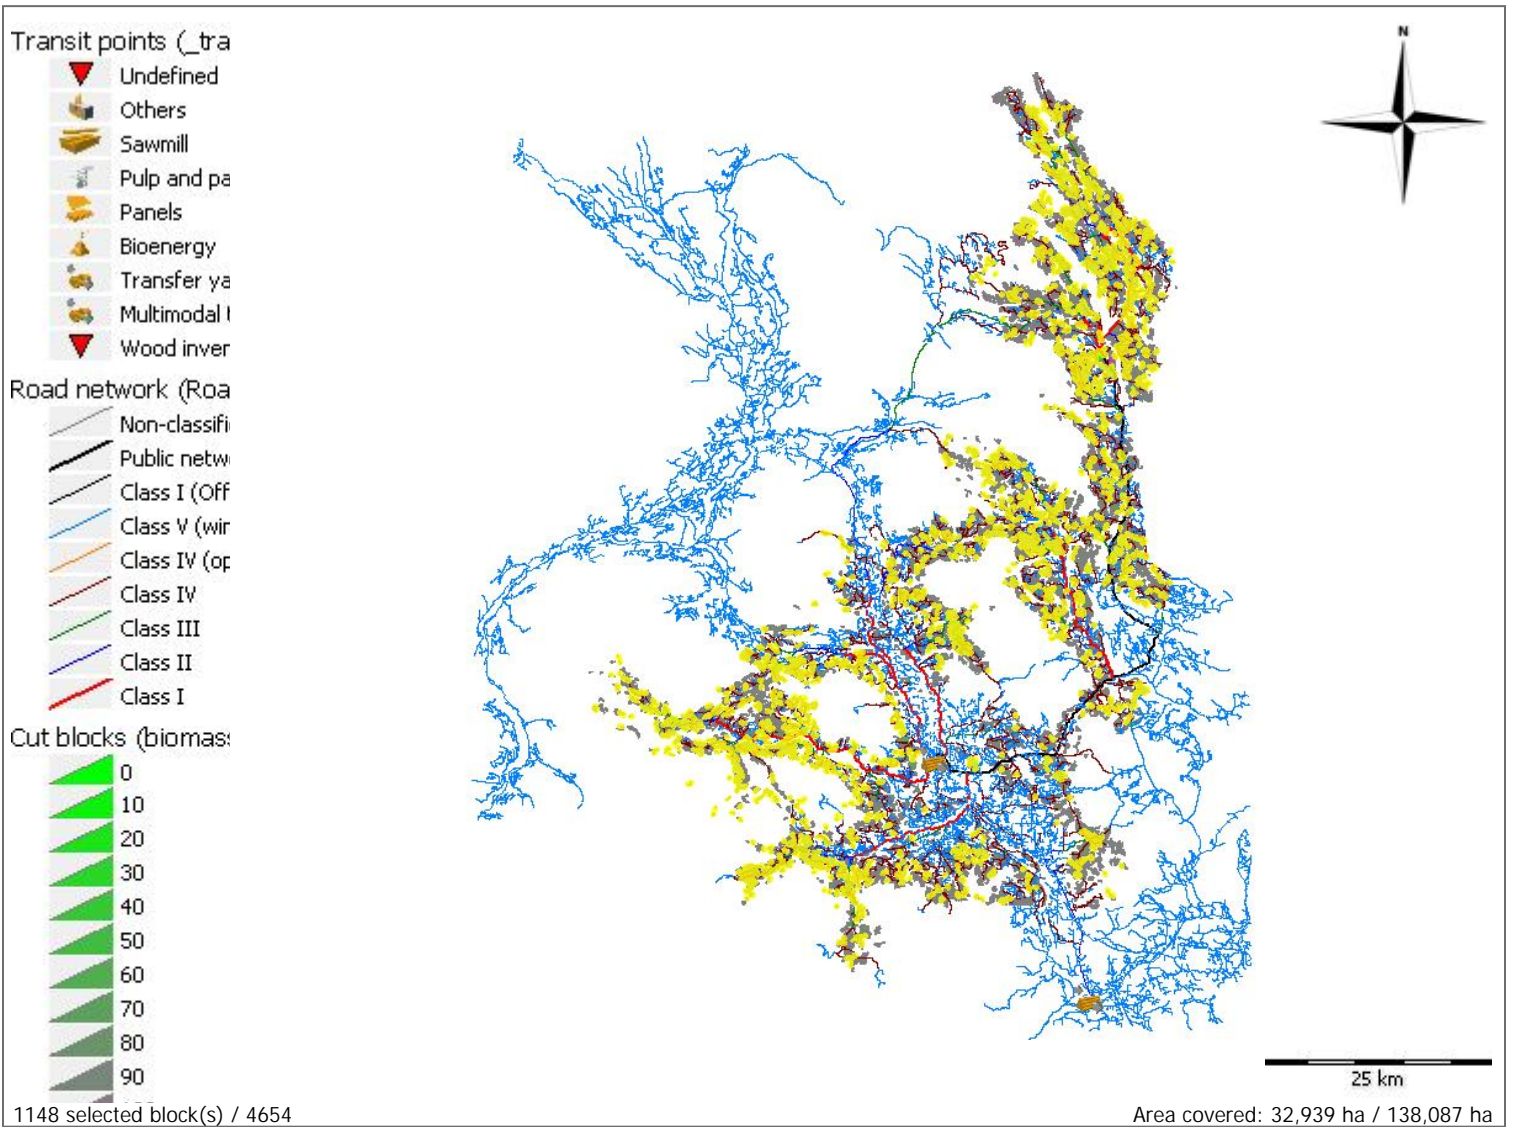 Transit points (_tra
Undefined
Others
Sawmill
Pulp and pa
Panels
Bioenergy
Transfer ya
Multimodal t
Wood inver
Road network (Roa
Non-classifi
Public netw
Class I (Off
Class V (wir
Class IV (op
Class IV
Class III
Class II
Class I
Cut blocks (biomass
0
10
20
30
40
50
60
70
80
90
1148 selected block(s) / 4654
N
25 km
Area covered: 32,939 ha / 138,087 ha